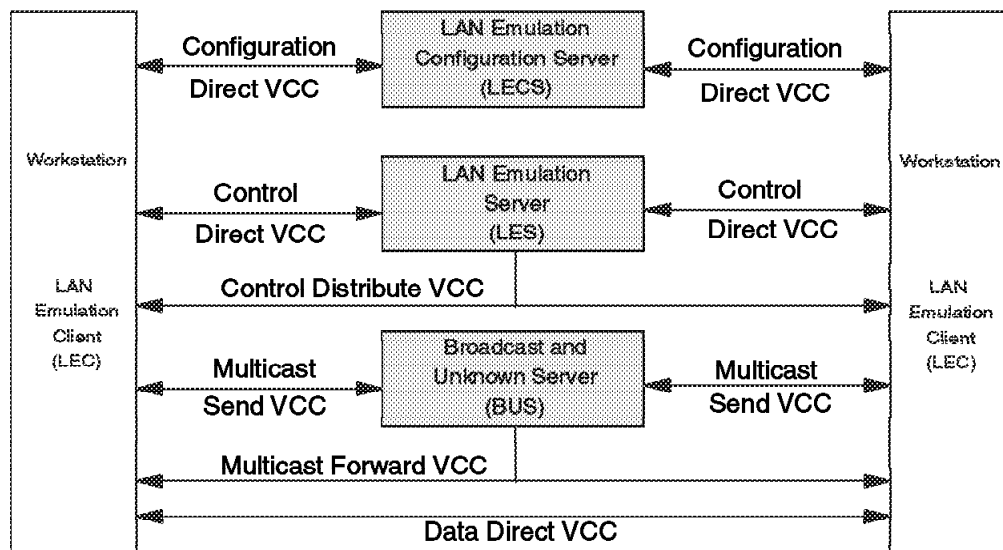 LAN Emulation
Configuration Server
(LECS)
Configuration
Direct VCC
Configuration
Direct VCC
Workstation
Workstation
LAN Emulation
Server
(LES)
Control
Direct VCC
Control
Direct VCC
Control Distribute VCC
LAN
Emulation
Client
(LEC)
LAN
Emulation
Client
(LEC)
Broadcast and
Unknown Server
(BUS)
Multicast
Send VCC
Multicast
Send VCC
Multicast Forward VCC
Data Direct VCC